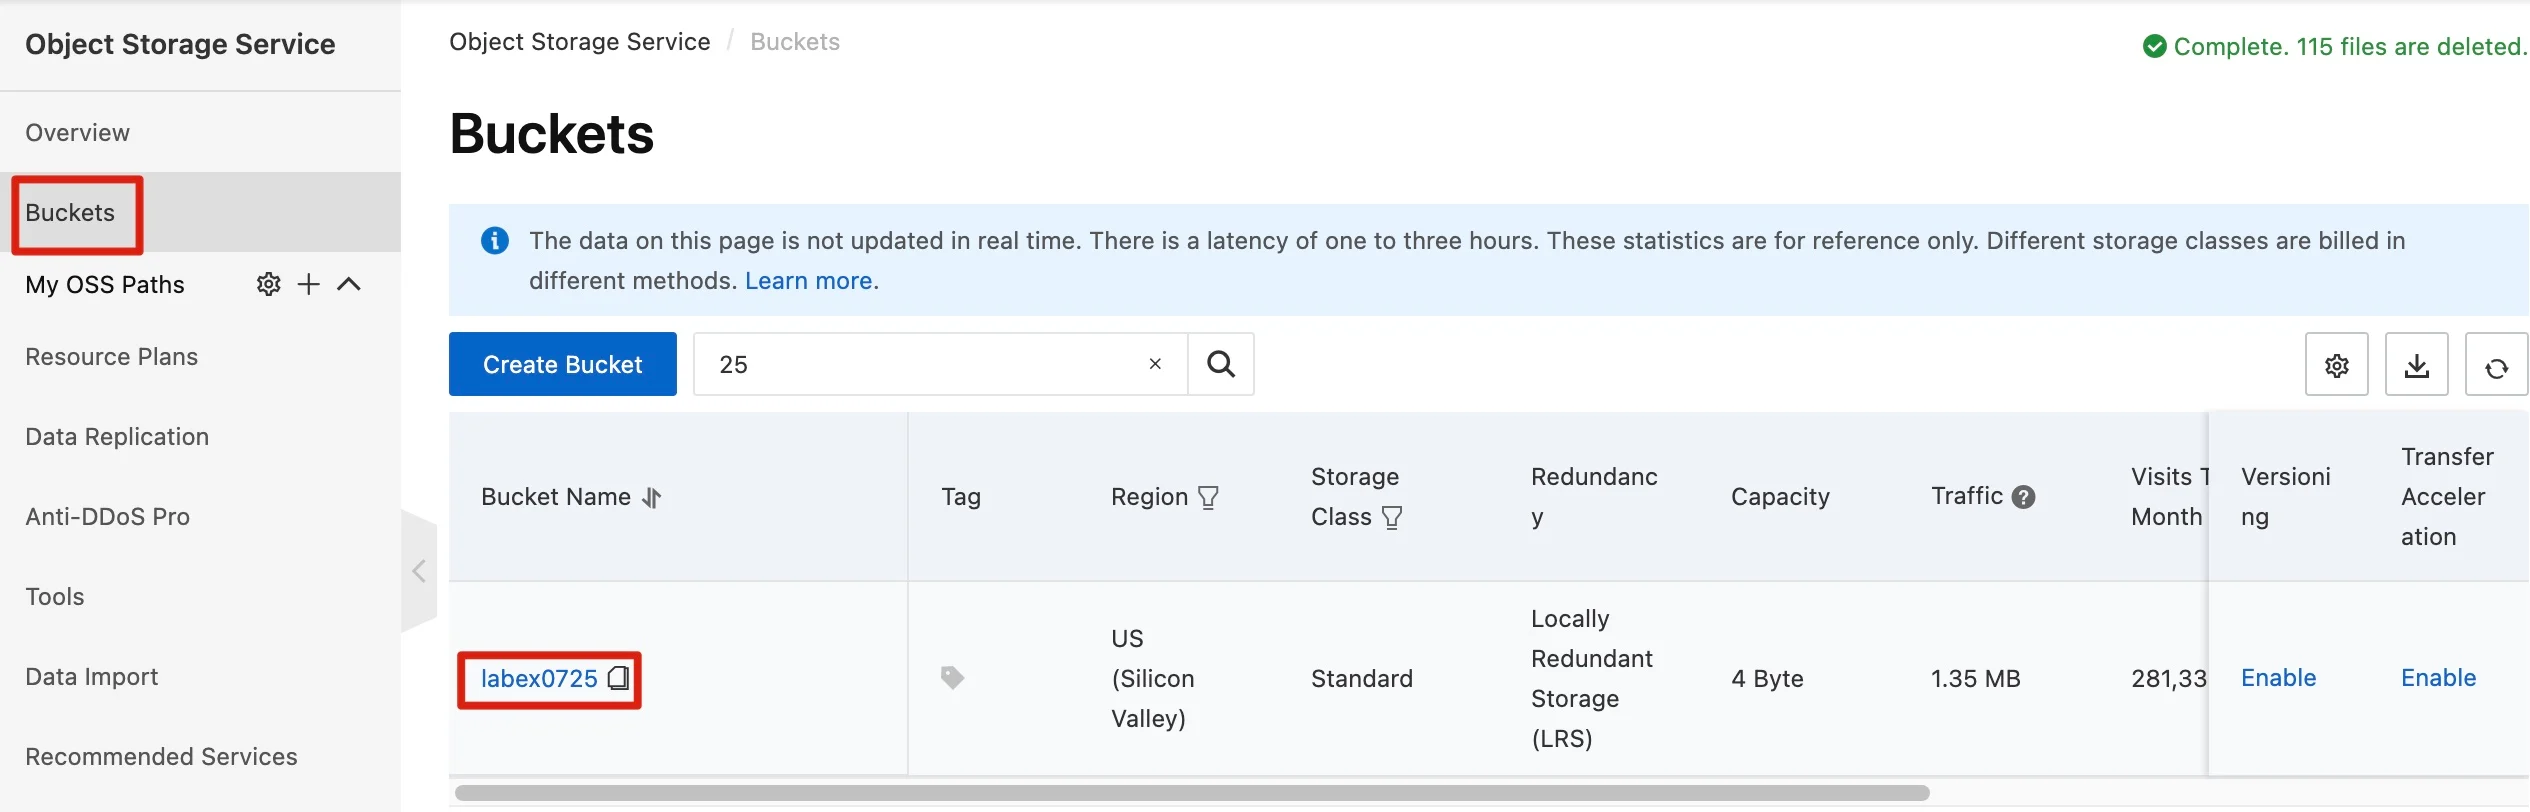 Object Storage Service
Overview
Buckets
My OSS Paths
Resource Plans
Data Replication
Anti-DDoS Pro
Tools
Data Import
Recommended Services
Object Storage Service / Buckets
Complete. 115 files are deleted.
Buckets
The data on this page is not updated in real time. There is a latency of one to three hours. These statistics are for reference only. Different storage classes are billed in
different methods. Learn more.
Create Bucket
25
Bucket Name
Tag
Region
Storage
Class
Redundanc
y
Capacity
Traffic
Visits T
Month
Versioni
ng
Transfer
Acceler
ation
labex0725
US
(Silicon
Valley)
Standard
Locally
Redundant
Storage
(LRS)
4 Byte
1.35 MB
281,33
Enable
Enable